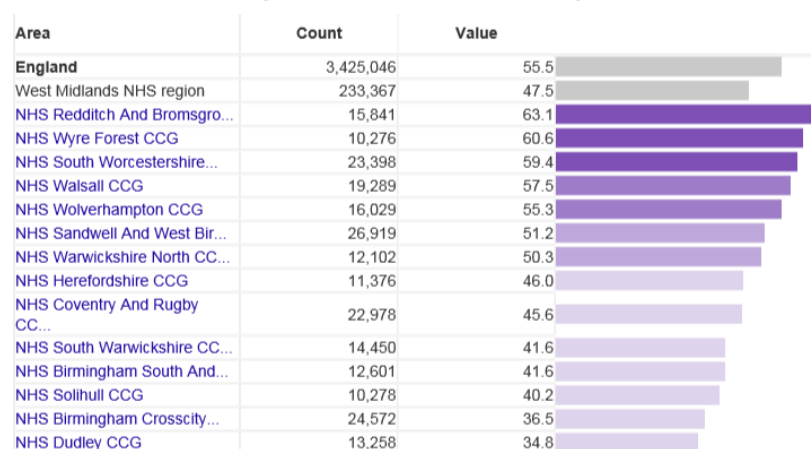 Area Count Value
England 3,425,046 55.5
West Midlands NHS region 233,367 47.5
NHS Redditch And Bromsgro... 15,841 63.1
NHS Wyre Forest CCG 10,276 60.6
NHS South Worcestershire... 23,398 59.4
NHS Walsall CCG 19,289 57.5
NHS Wolverhampton CCG 16,029 55.3
NHS Sandwell And West Bir... 26,919 51.2
NHS Warwickshire North CC... 12,102 50.3
NHS Herefordshire CCG 11,376 46.0
NHS Coventry And Rugby
CC... 22,978 45.6
NHS South Warwickshire CC... 14,450 41.6
NHS Birmingham South And... 12,601 41.6
NHS Solihull CCG 10,278 40.2
NHS Birmingham Crosscity... 24,572 36.5
NHS Dudley CCG 13,258 34.8